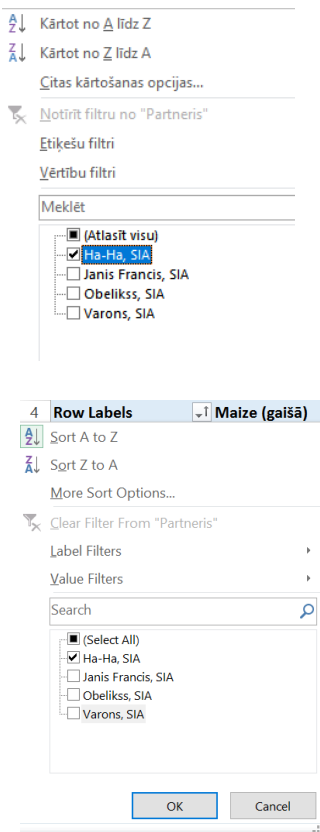 Kārtot no A līdz Z
Kārtot no Z līdz A
Citas kārtošanas opcijas...
Notīrīt filtru no "Partneris"
Etiķešu filtri
Vērtību filtri
Meklēt
(Atlasīt visu)
Ha-Ha, SIA
Janis Francis, SIA
Obelikss, SIA
Varons, SIA
4 Row Labels Maize (gaišā)
Sort A to Z
Sort Z to A
More Sort Options...
Clear Filter From "Partneris"
Label Filters
Value Filters
Search
(Select All)
Ha-Ha, SIA
Janis Francis, SIA
Obelikss, SIA
Varons, SIA
OK Cancel